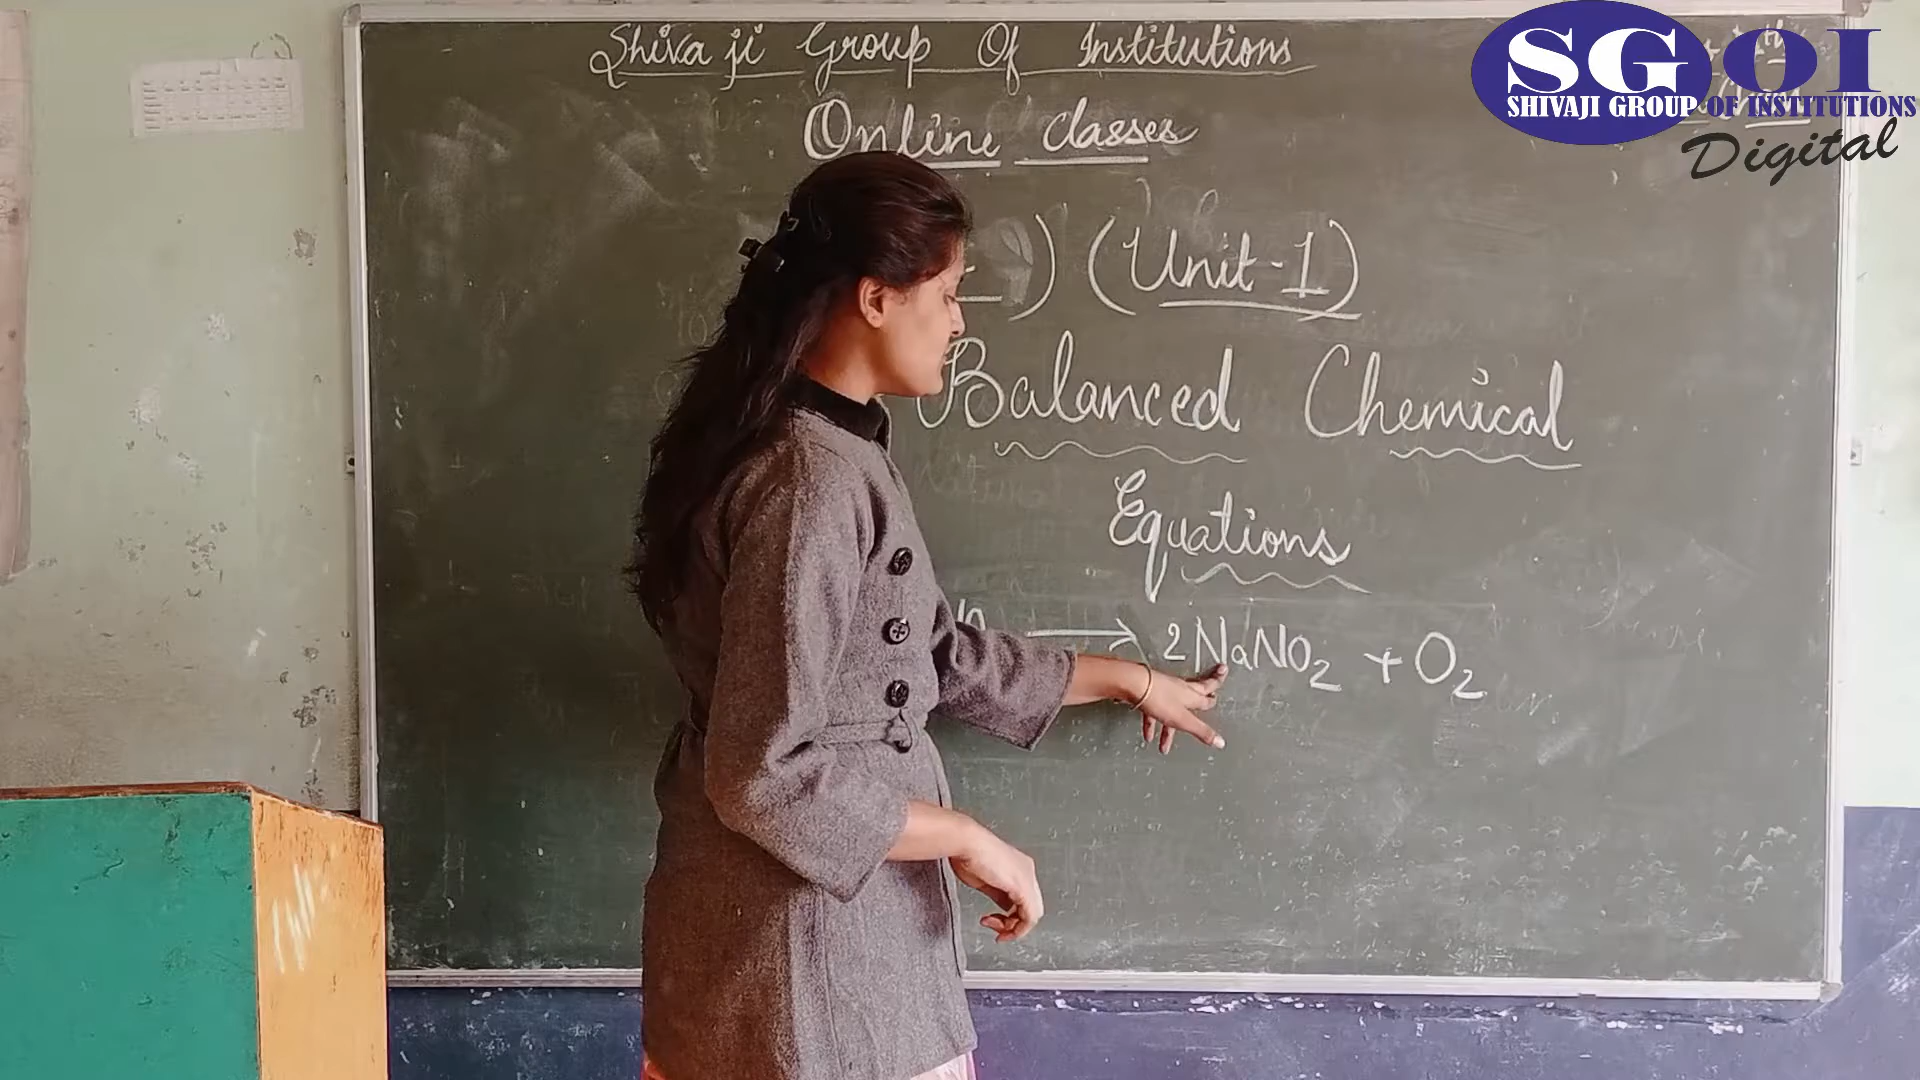 Shivaji Group Of Institutions
Online classes
) (Unit-1)
Balanced Chemical
Equations
→ 2NaNO₂ + O₂
SGOI
SHIVAJI GROUP OF INSTITUTIONS
Digital